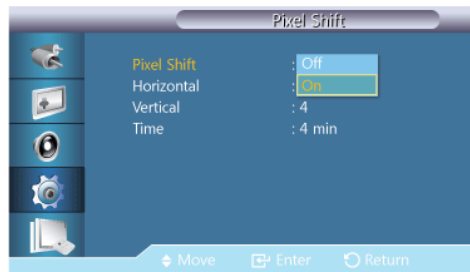 Pixel Shift
Pixel Shift : Off
Horizontal : On
Vertical : 4
Time : 4 min
Move Enter Return